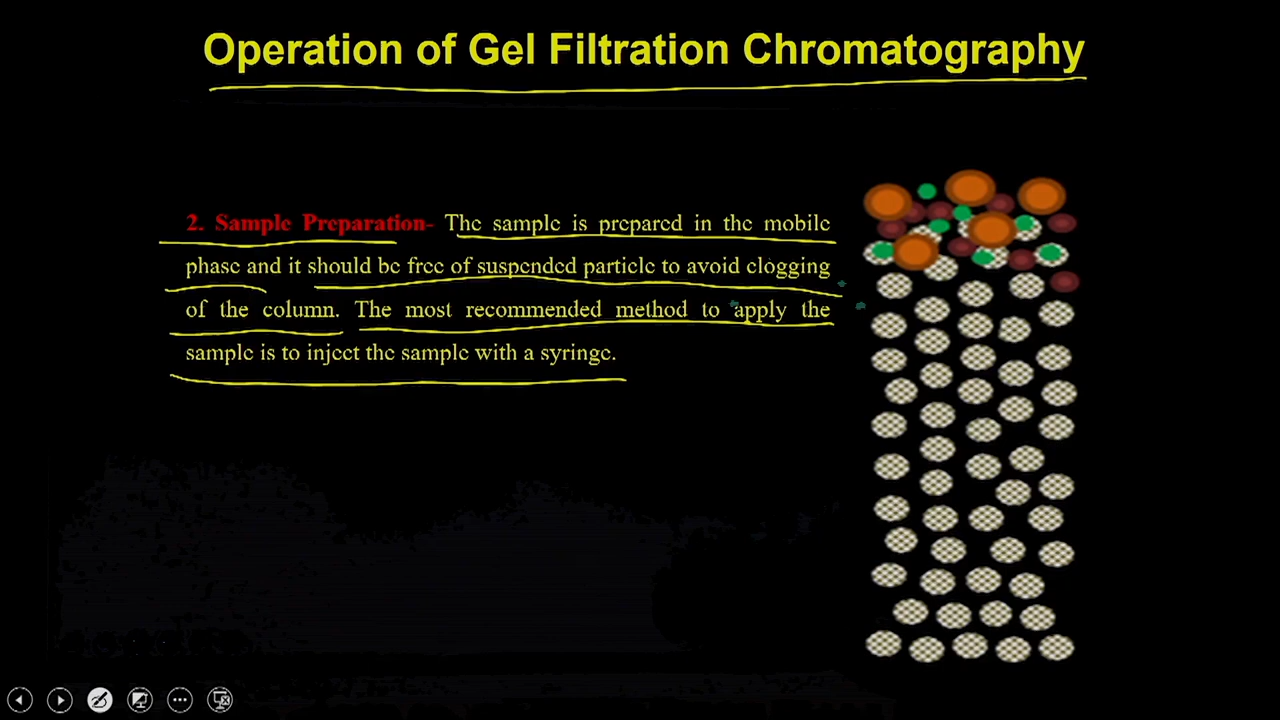 Operation of Gel Filtration Chromatography
2. Sample Preparation- The sample is prepared in the mobile
phase and it should be free of suspended particle to avoid clogging
of the column. The most recommended method to apply the
sample is to inject the sample with a syringe.